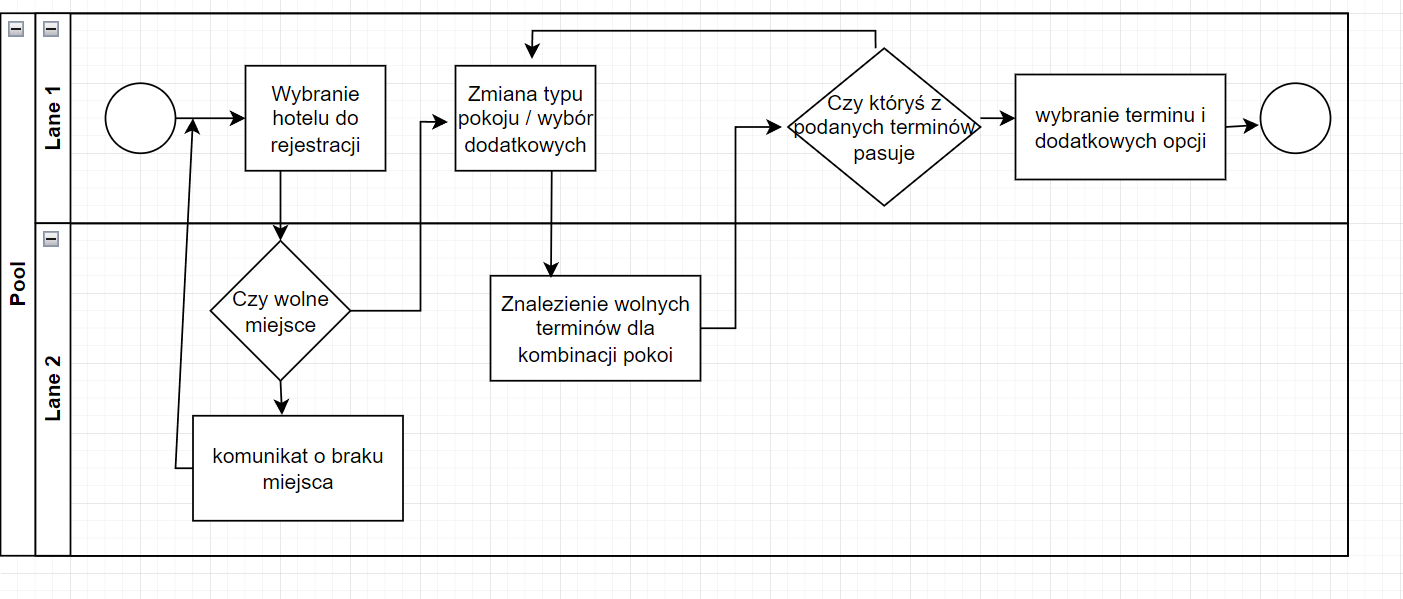 Pool
Lane 1
Wybranie
hotelu do
rejestracji
Zmiana typu
pokoju / wybór
dodatkowych
Czy któryś z
podanych terminów
pasuje
wybranie terminu i
dodatkowych opcji
Lane 2
Czy wolne
miejsce
Znalezienie wolnych
terminów dla
kombinacji pokoi
komunikat o braku
miejsca